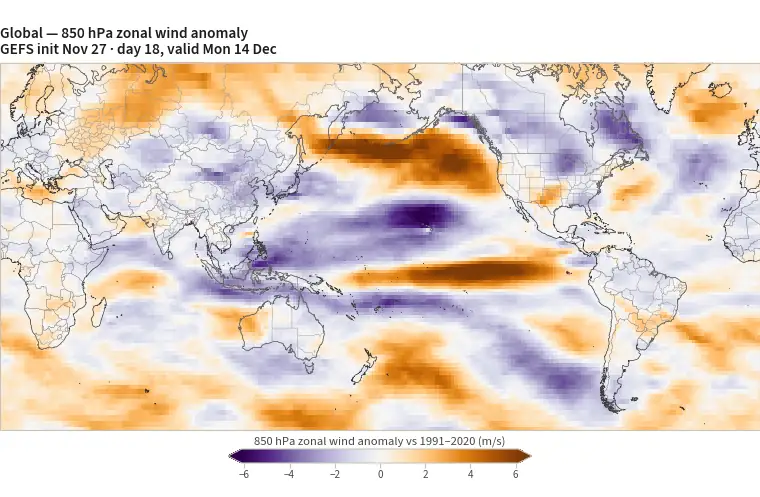 Global — 850 hPa zonal wind anomaly
GEFS init Nov 27 · day 18, valid Mon 14 Dec
850 hPa zonal wind anomaly vs 1991–2020 (m/s)
−6 −4 −2 0 2 4 6